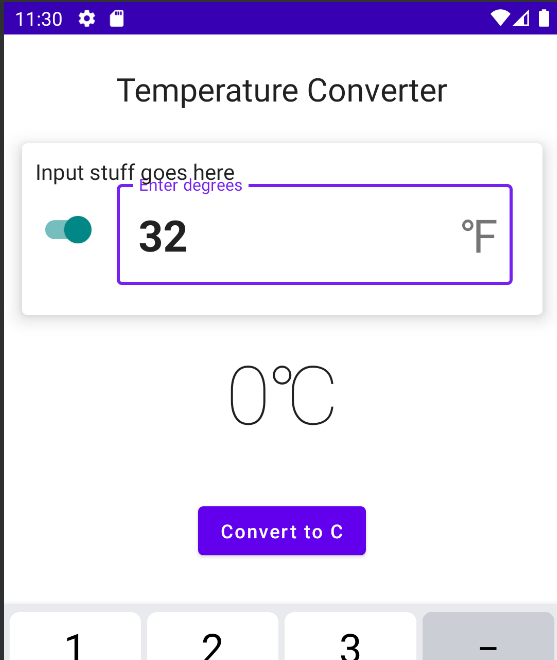 11:30
Temperature Converter
Input stuff goes here
Enter degrees
32 °F
0°C
Convert to C
1 2 3 –